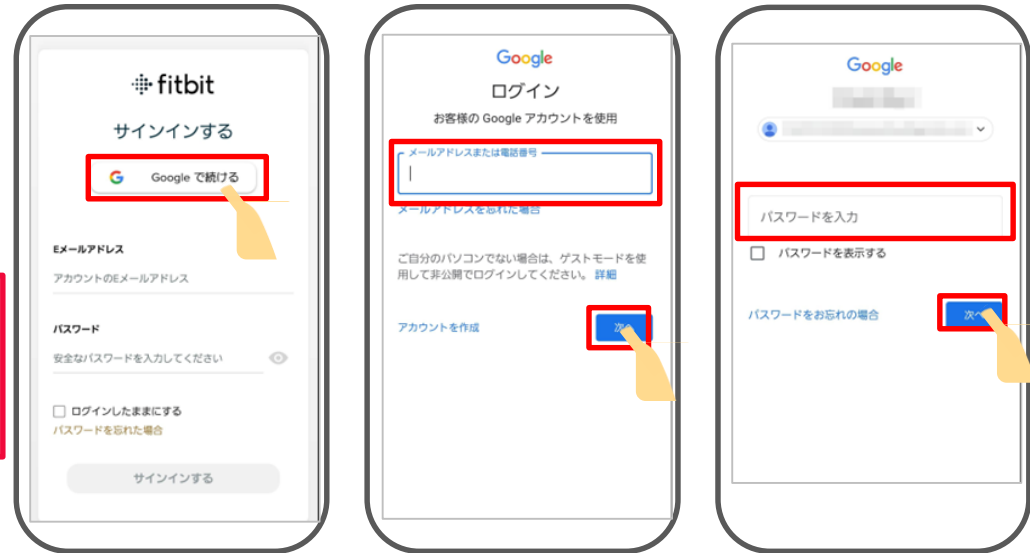 fitbit
サインインする
Google で続ける
Eメールアドレス
アカウントのEメールアドレス
パスワード
安全なパスワードを入力してください
ログインしたままにする
パスワードを忘れた場合
サインインする
Google
ログイン
お客様の Google アカウントを使用
メールアドレスまたは電話番号
メールアドレスを忘れた場合
ご自分のパソコンでない場合は、ゲストモードを使
用して非公開でログインしてください。 詳細
アカウントを作成
次へ
Google
パスワードを入力
パスワードを表示する
パスワードをお忘れの場合
次へ